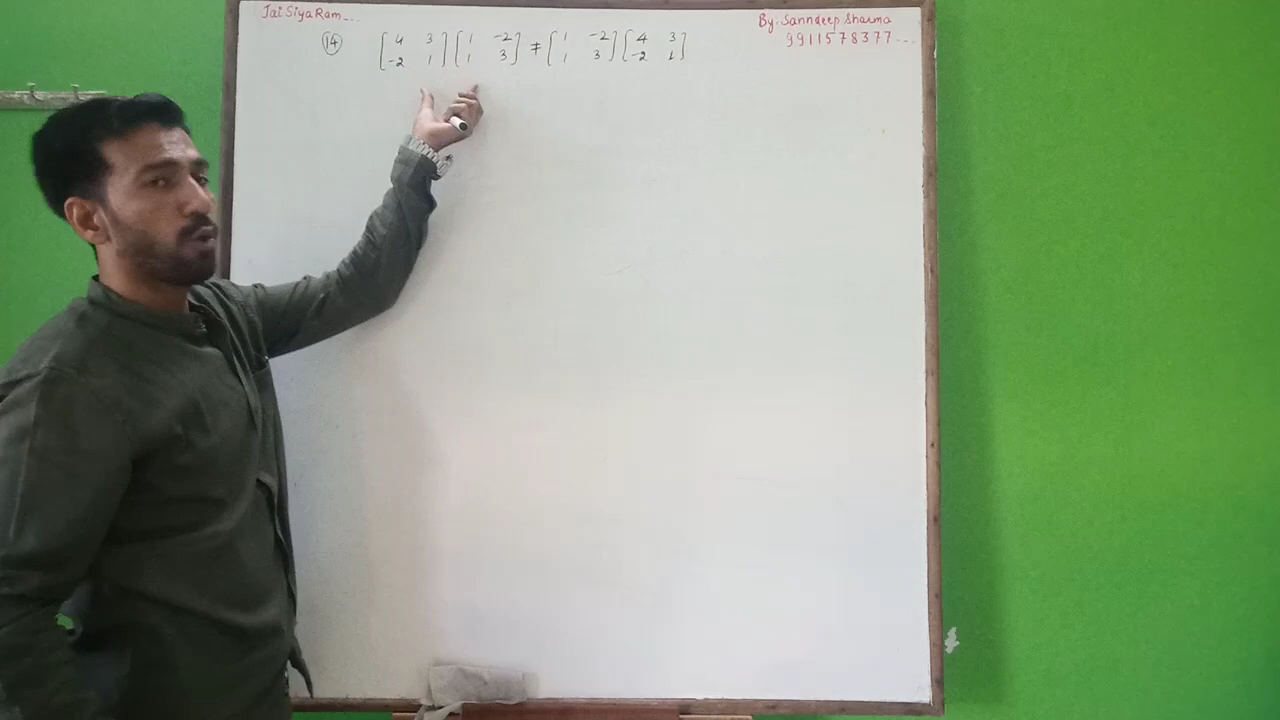 Jai Siya Ram...
By: Sanndeep Sharma
9911578377...
14 [4 3 [1 -2 ≠ [1 -2 [4 3
-2 1] 1 3] 1 3] -2 1]